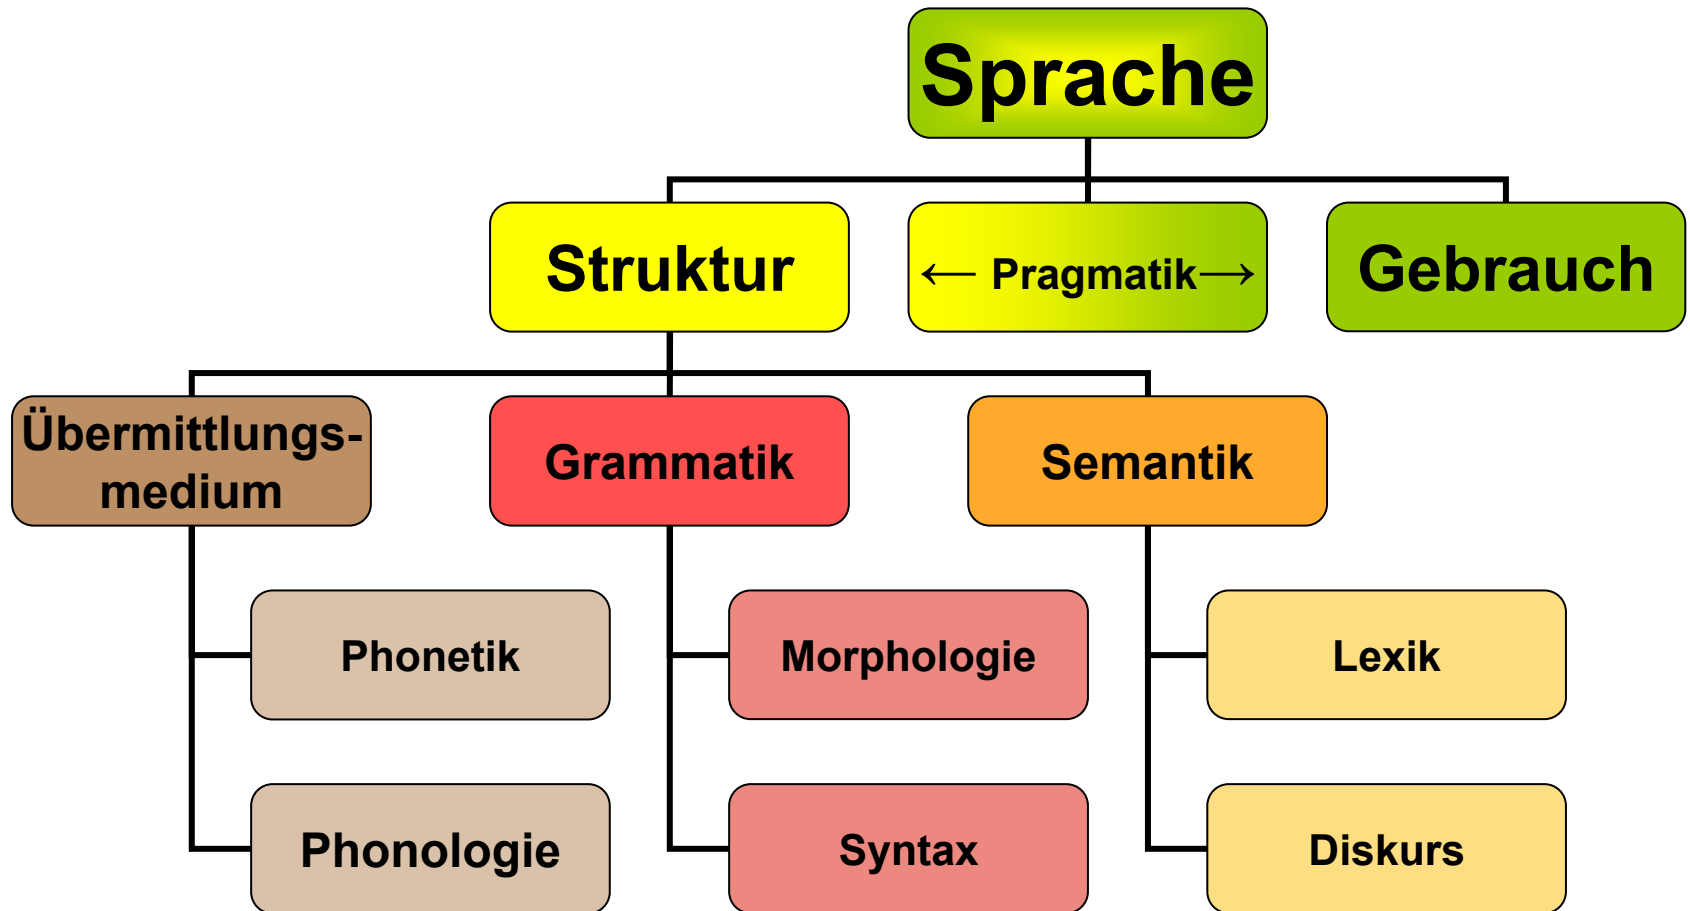 Sprache
Struktur
← Pragmatik→
Gebrauch
Übermittlungs-
medium
Grammatik
Semantik
Phonetik
Morphologie
Lexik
Phonologie
Syntax
Diskurs